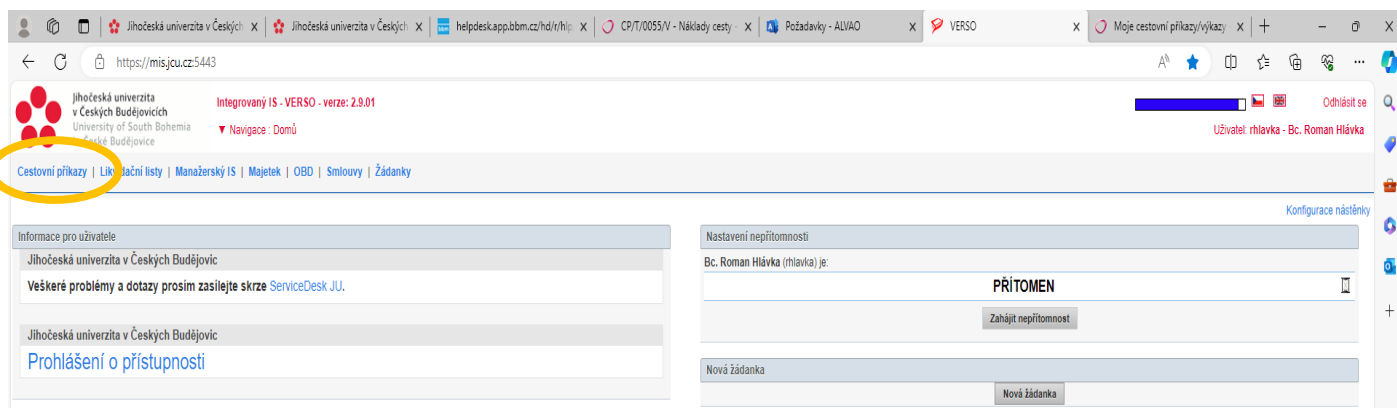 Jihočeská univerzita v Českých
Jihočeská univerzita v Českých
helpdesk.app.bbm.cz/hd/r/hlp
CP/T/0055/V - Náklady cesty -
Požadavky - ALVAO
VERSO
Moje cestovní příkazy/výkazy
https://mis.jcu.cz:5443
Jihočeská univerzita
v Českých Budějovicích
University of South Bohemia
České Budějovice
Integrovaný IS - VERSO - verze: 2.9.01
▼ Navigace : Domů
Odhlásit se
Uživatel: rhlavka - Bc. Roman Hlávka
Cestovní příkazy | Likvidační listy | Manažerský IS | Majetek | OBD | Smlouvy | Žádanky
Konfigurace nástěnky
Informace pro uživatele
Jihočeská univerzita v Českých Budějovic
Veškeré problémy a dotazy prosím zasílejte skrze ServiceDesk JU.
Jihočeská univerzita v Českých Budějovic
Prohlášení o přístupnosti
Nastavení nepřítomnosti
Bc. Roman Hlávka (rhlavka) je:
PŘÍTOMEN
Zahájit nepřítomnost
Nová žádanka
Nová žádanka